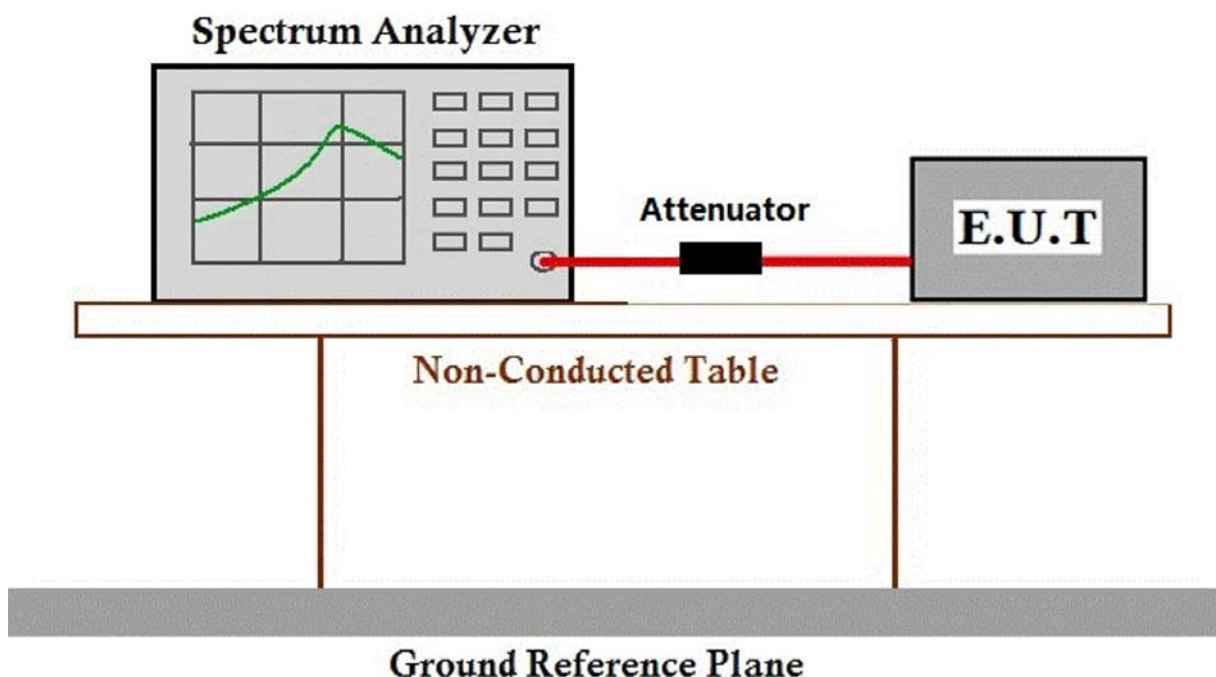 Spectrum Analyzer
Attenuator
E.U.T
Non-Conducted Table
Ground Reference Plane